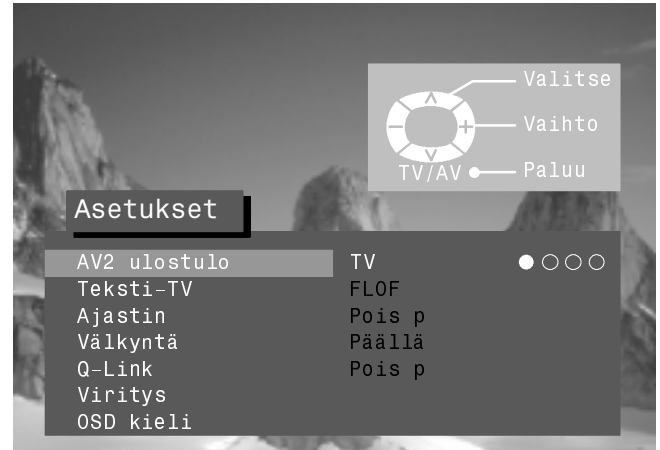 Valitse
Vaihto
TV/AV Paluu
Asetukset
AV2 ulostulo TV
Teksti-TV FLOF
Ajastin Pois p
Välkyntä Päällä
Q-Link Pois p
Viritys
OSD kieli